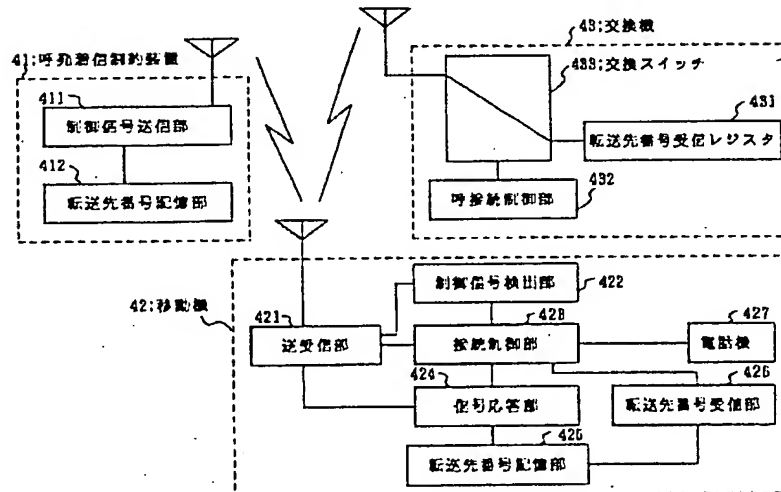 41:呼発着信制約装置
411
制御信号送信部
412
転送先番号記憶部
43:交換機
433:交換スイッチ
431
転送先番号受信レジスタ
呼接続制御部
432
42:移動機
制御信号検出部
422
421
送受信部
423
接続制御部
427
電話機
424
信号応答部
426
転送先番号受信部
425
転送先番号記憶部